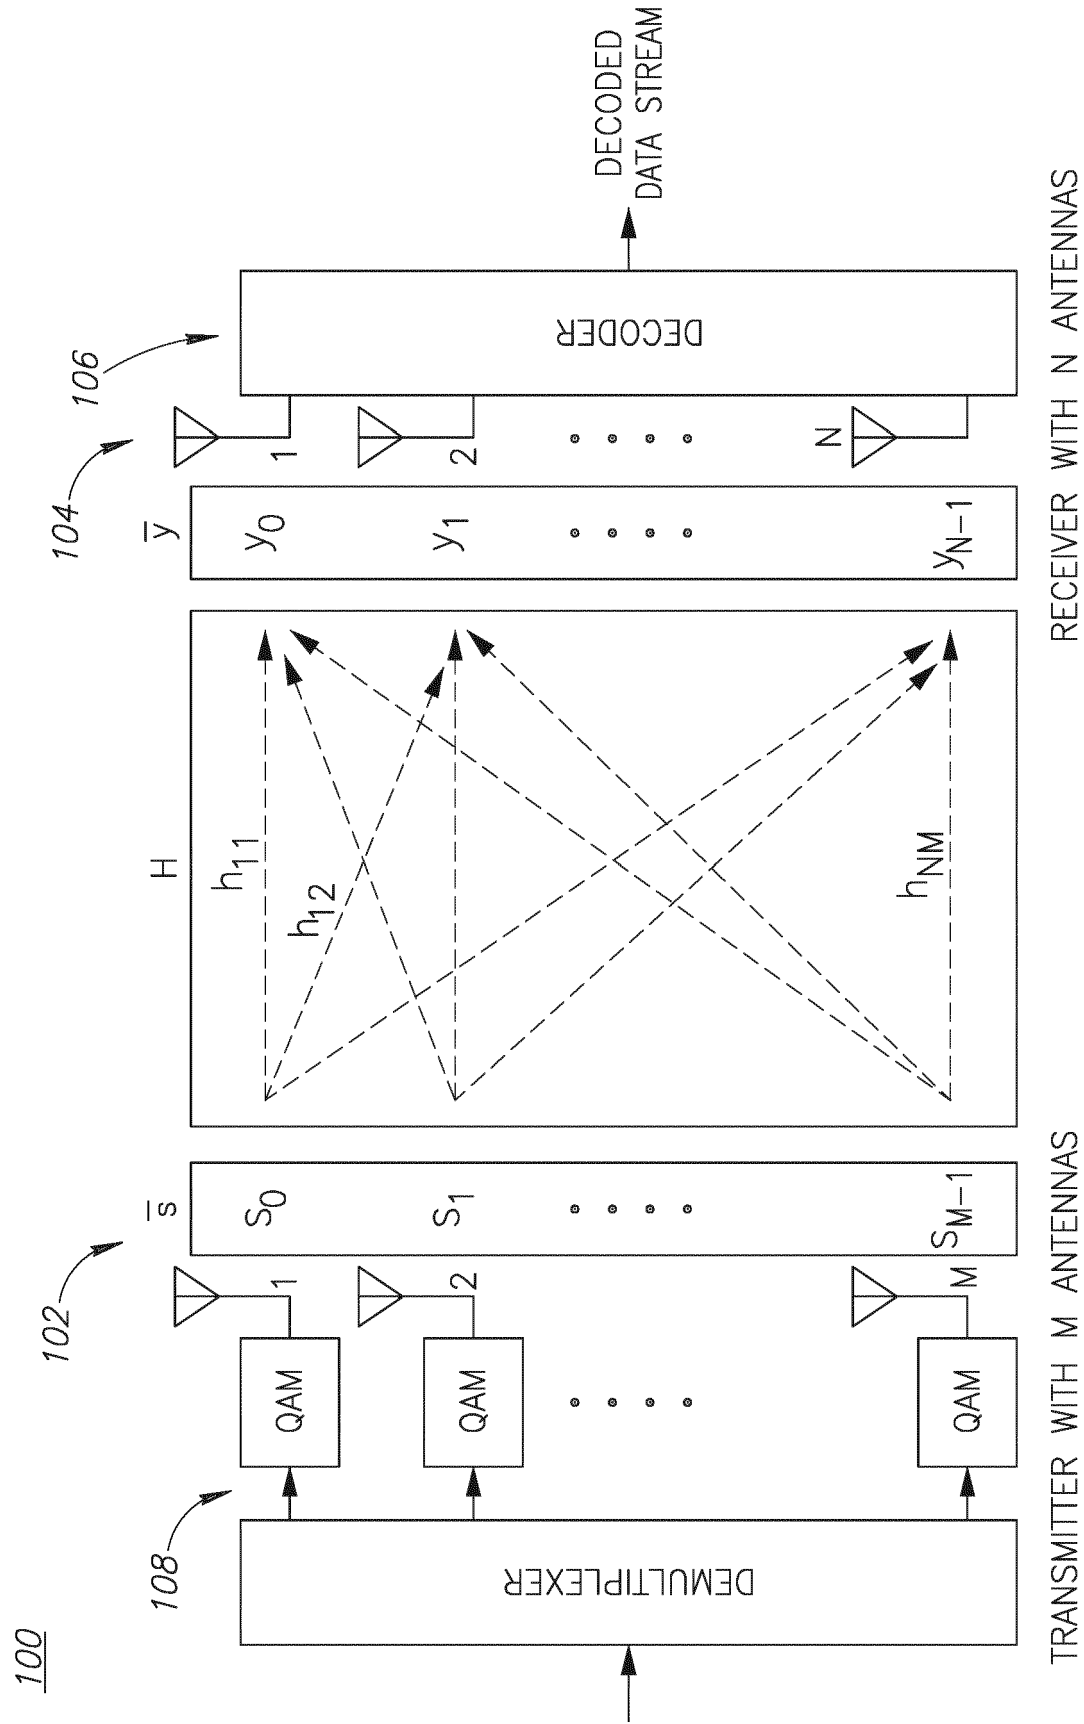 100
108
102
104
106
DEMULTIPLEXER
QAM
QAM
QAM
1
2
M
s̅
S0
S1
SM−1
H
h11
h12
hNM
y̅
y0
y1
yN−1
1
2
N
DECODER
DECODED
DATA STREAM
TRANSMITTER WITH M ANTENNAS
RECEIVER WITH N ANTENNAS